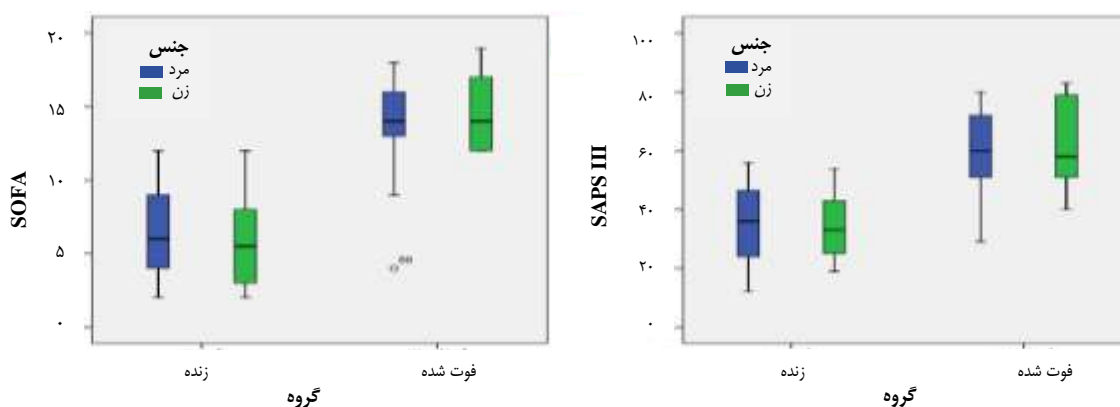 ۲۰
۱۵
۱۰
۵
۰
SOFA
جنس
مرد
زن
زنده
فوت شده
گروه
۱۰۰
۸۰
۶۰
۴۰
۲۰
۰
SAPS III
جنس
مرد
زن
زنده
فوت شده
گروه